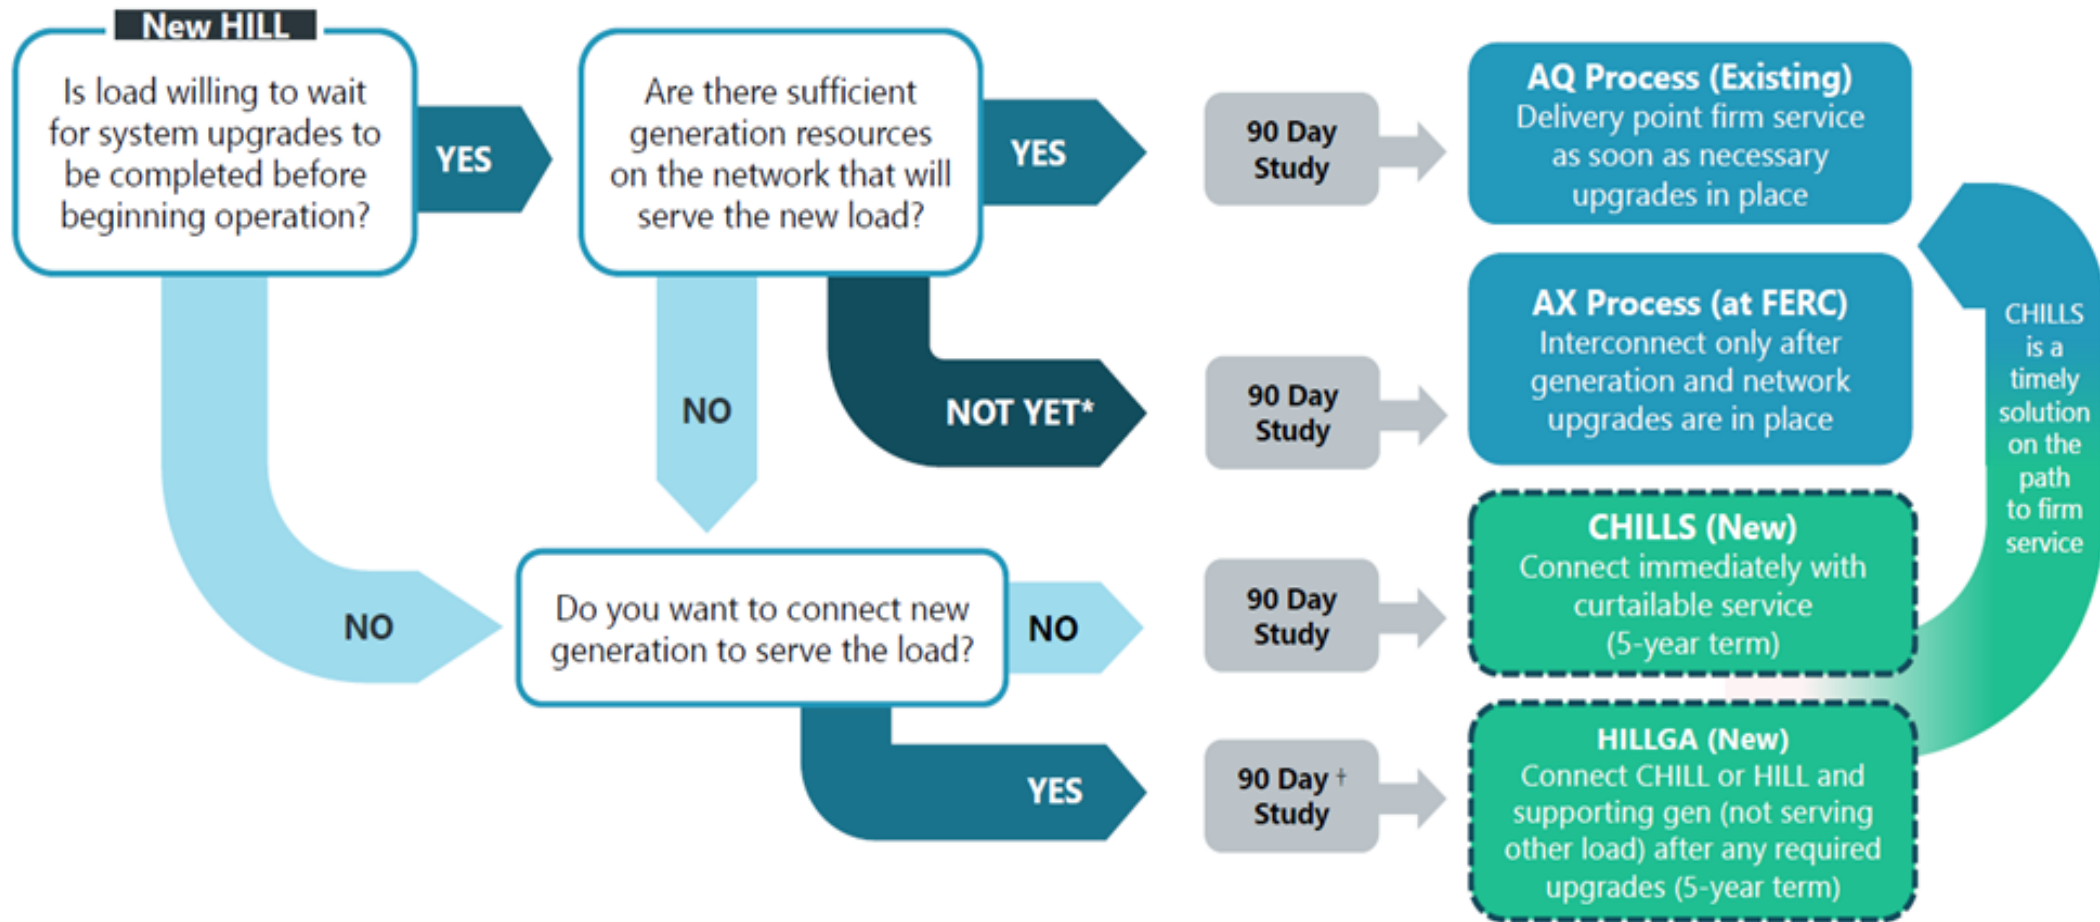 New HILL
Is load willing to wait
for system upgrades to
be completed before
beginning operation?
YES
Are there sufficient
generation resources
on the network that will
serve the new load?
YES
90 Day
Study
AQ Process (Existing)
Delivery point firm service
as soon as necessary
upgrades in place
NO
NOT YET*
90 Day
Study
AX Process (at FERC)
Interconnect only after
generation and network
upgrades are in place
NO
Do you want to connect new
generation to serve the load?
NO
90 Day
Study
CHILLS (New)
Connect immediately with
curtailable service
(5-year term)
YES
90 Day †
Study
HILLGA (New)
Connect CHILL or HILL and
supporting gen (not serving
other load) after any required
upgrades (5-year term)
CHILLS
is a
timely
solution
on the
path
to firm
service